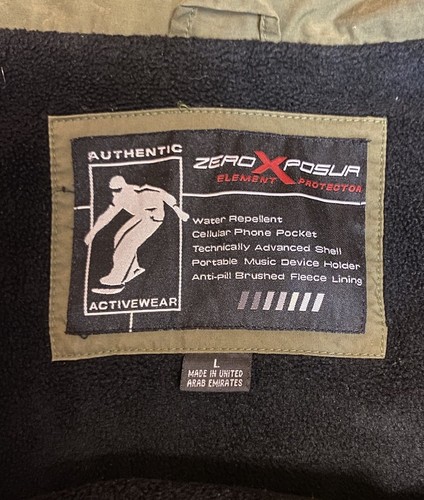 AUTHENTIC
ZEROXPOSUR
ELEMENT PROTECTOR
Water Repellent
Cellular Phone Pocket
Technically Advanced Shell
Portable Music Device Holder
Anti-pill Brushed Fleece Lining
ACTIVEWEAR
L
MADE IN UNITED
ARAB EMIRATES